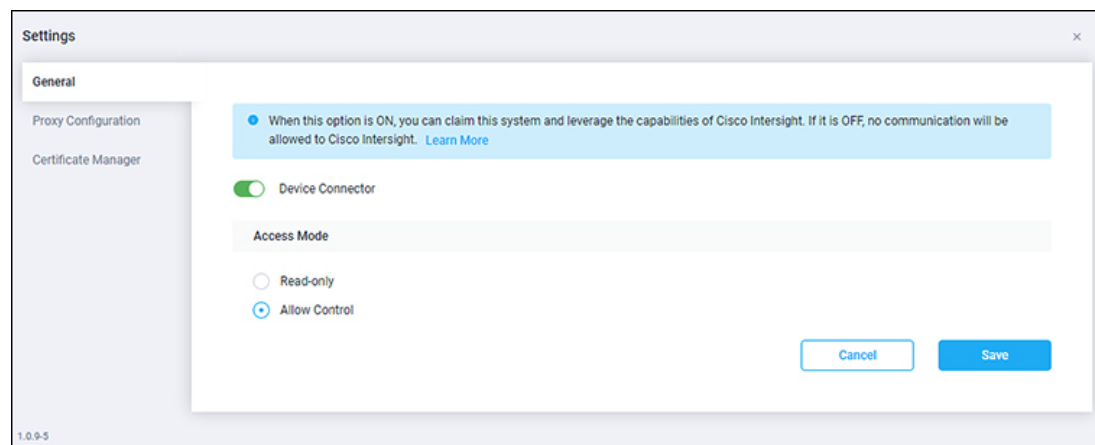 Settings
×
General
Proxy Configuration
Certificate Manager
When this option is ON, you can claim this system and leverage the capabilities of Cisco Intersight. If it is OFF, no communication will be
allowed to Cisco Intersight. Learn More
Device Connector
Access Mode
Read-only
Allow Control
Cancel
Save
1.0.9-5